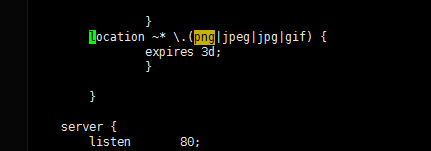 }
location ~* \.(png|jpeg|jpg|gif) {
expires 3d;
}
}
server {
listen 80;